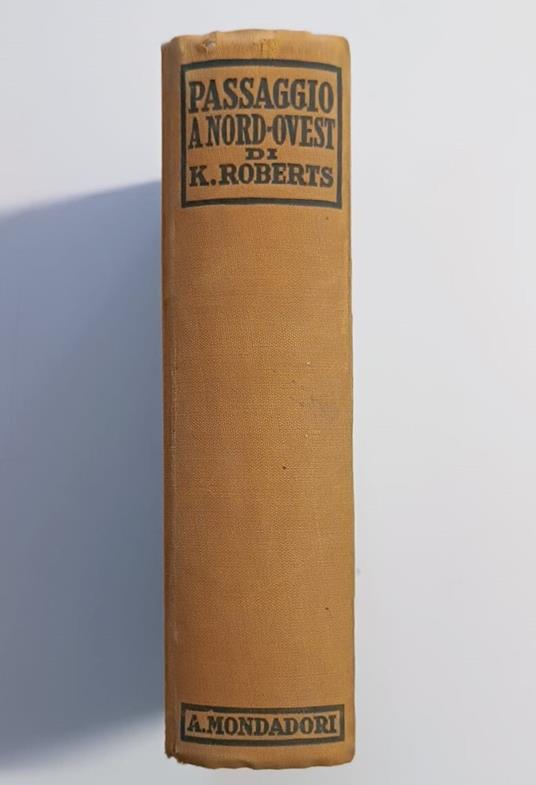 PASSAGGIO
A NORD-OVEST
DI
K. ROBERTS
A. MONDADORI